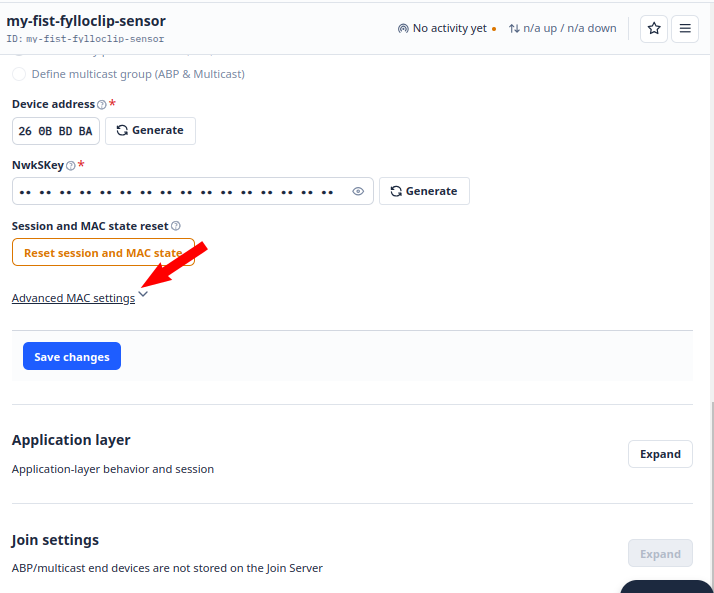 my-fist-fylloclip-sensor
ID: my-fist-fylloclip-sensor
No activity yet • n/a up / n/a down
Define multicast group (ABP & Multicast)
Device address *
26 0B BD BA Generate
NwkSKey *
•• •• •• •• •• •• •• •• •• •• •• •• •• •• •• •• Generate
Session and MAC state reset
Reset session and MAC state
Advanced MAC settings
Save changes
Application layer
Expand
Application-layer behavior and session
Join settings
Expand
ABP/multicast end devices are not stored on the Join Server